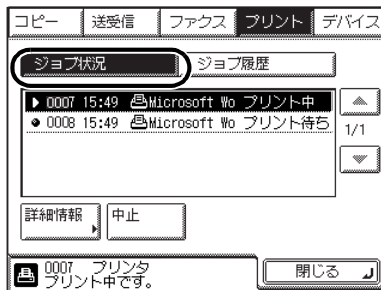 コピー 送受信 ファクス プリント デバイス
ジョブ状況 ジョブ履歴
0007 15:49 Microsoft Wo プリント中
0008 15:49 Microsoft Wo プリント待ち
1/1
詳細情報 中止
0007 プリンタ
プリント中です。
閉じる